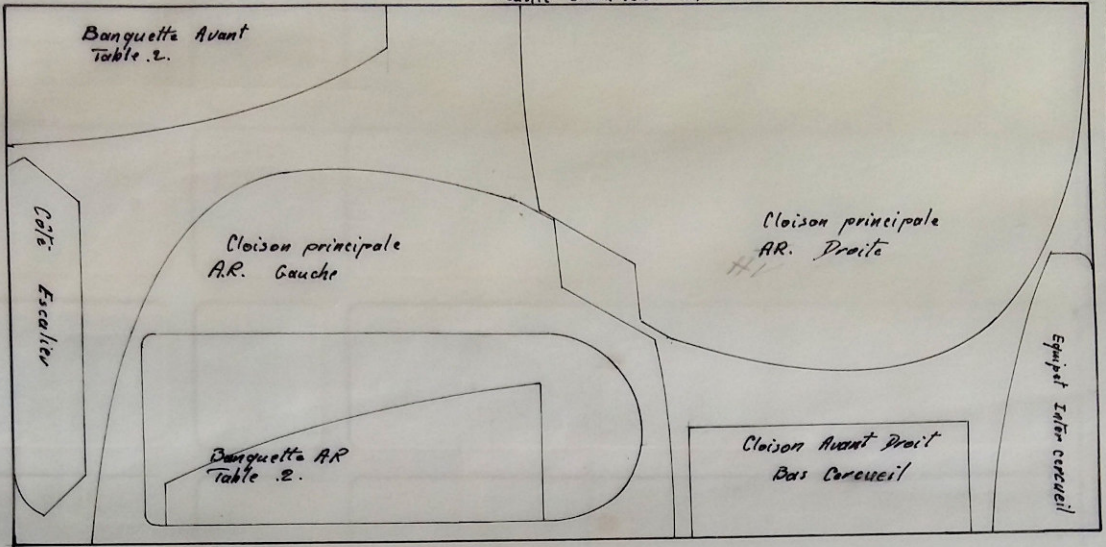 Banquette Avant
Table .2.
Côté Escalier
Cloison principale
A.R. Gauche
Cloison principale
AR. Droite
Banquette AR
Table .2.
Cloison Avant Droit
Bas Cercueil
Equipet Inter cercueil